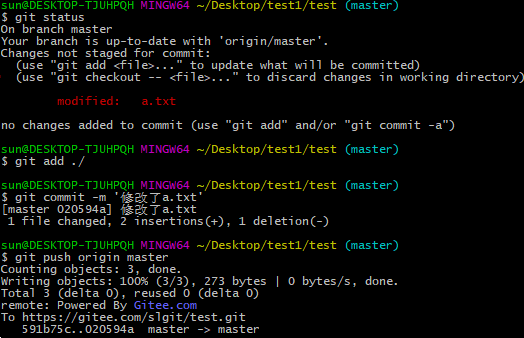 sun@DESKTOP-TJUHPQH MINGW64 ~/Desktop/test1/test (master)
$ git status
On branch master
Your branch is up-to-date with 'origin/master'.
Changes not staged for commit:
  (use "git add <file>..." to update what will be committed)
  (use "git checkout -- <file>..." to discard changes in working directory)
        modified:   a.txt
no changes added to commit (use "git add" and/or "git commit -a")
sun@DESKTOP-TJUHPQH MINGW64 ~/Desktop/test1/test (master)
$ git add ./
sun@DESKTOP-TJUHPQH MINGW64 ~/Desktop/test1/test (master)
$ git commit -m '修改了a.txt'
[master 020594a] 修改了a.txt
 1 file changed, 2 insertions(+), 1 deletion(-)
sun@DESKTOP-TJUHPQH MINGW64 ~/Desktop/test1/test (master)
$ git push origin master
Counting objects: 3, done.
Writing objects: 100% (3/3), 273 bytes | 0 bytes/s, done.
Total 3 (delta 0), reused 0 (delta 0)
remote: Powered By Gitee.com
To https://gitee.com/slgit/test.git
   591b75c..020594a  master -> master